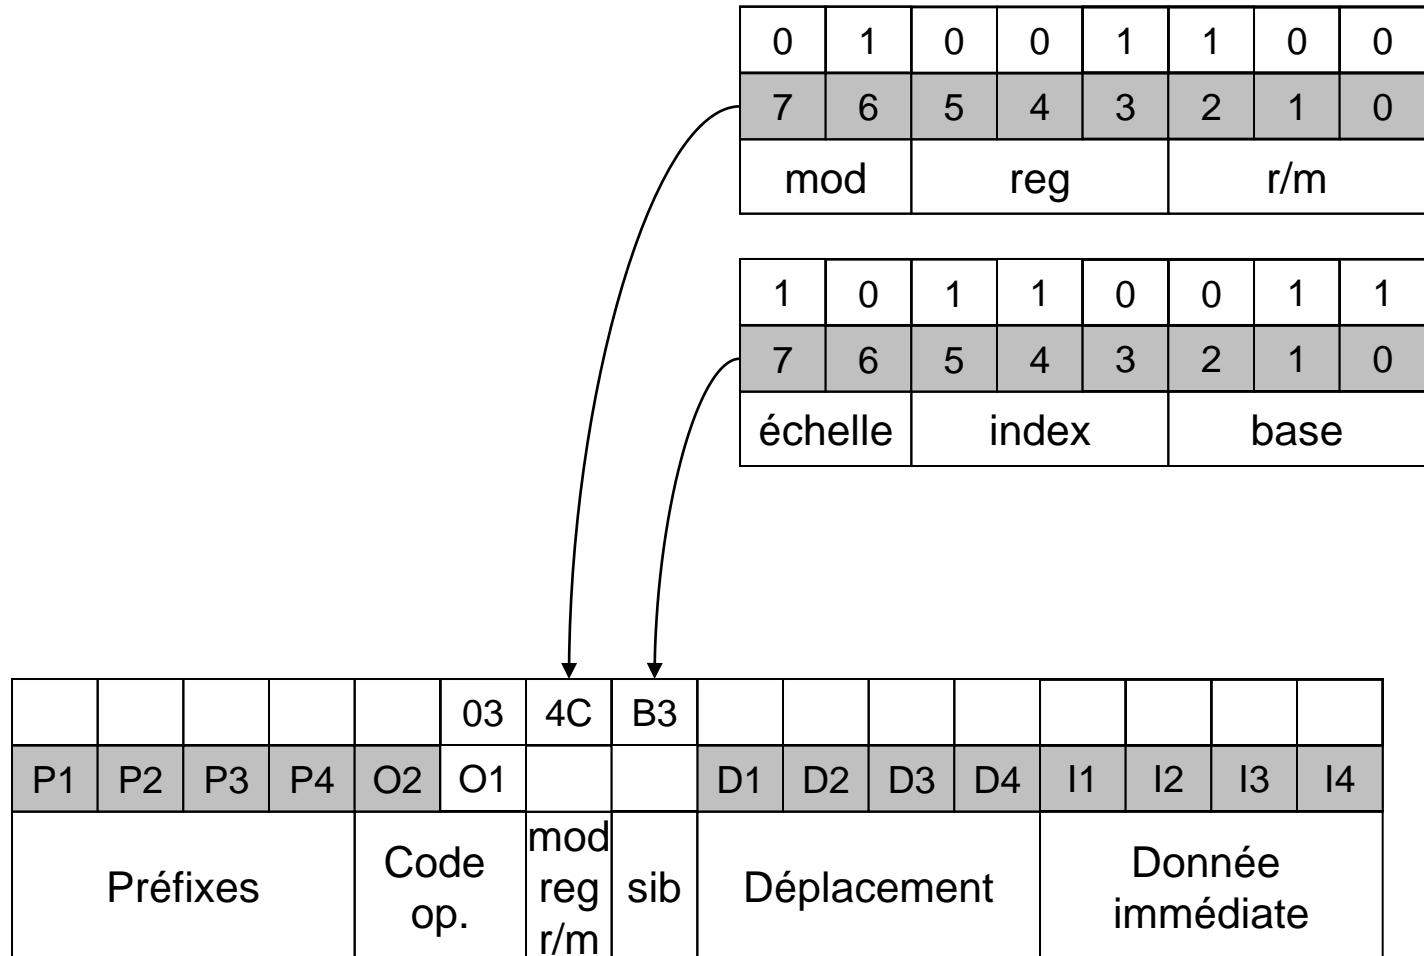 0 1 0 0 1 1 0 0
7 6 5 4 3 2 1 0
mod reg r/m
1 0 1 1 0 0 1 1
7 6 5 4 3 2 1 0
échelle index base
03 4C B3
P1 P2 P3 P4 O2 O1 D1 D2 D3 D4 I1 I2 I3 I4
Préfixes
Code
op.
mod
reg
r/m
sib
Déplacement
Donnée
immédiate